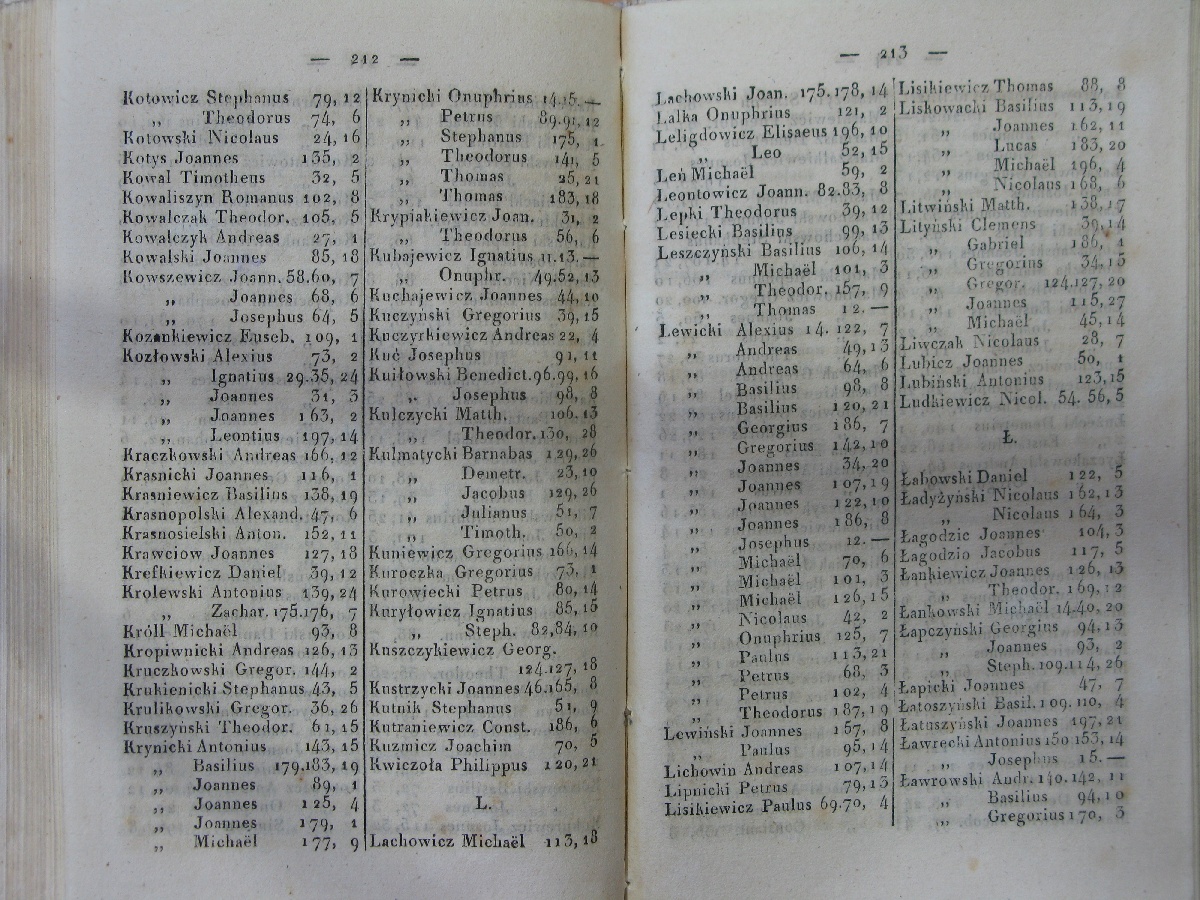 — 212 —
Kotowicz Stephanus 79, 12
„ Theodorus 74, 6
Kotowski Nicolaus 24, 16
Kotys Joannes 135, 2
Kowal Timotheus 32, 5
Kowaliszyn Romanus 102, 8
Kowalczak Theodor. 105, 5
Kowalczyk Andreas 27, 1
Kowalski Joannes 85, 18
Kowszewicz Joann. 58.60, 7
„ Joannes 68, 6
„ Josephus 64, 5
Kozankiewicz Euseb. 109, 1
Kozłowski Alexius 73, 2
„ Ignatius 29.35, 24
„ Joannes 31, 3
„ Joannes 163, 2
„ Leontius 197, 14
Kraczkowski Andreas 166, 12
Krasnicki Joannes 116, 1
Krasniewicz Basilius 138, 19
Krasnopolski Alexand. 47, 6
Krasnosielski Anton. 152, 11
Krawciow Joannes 127, 18
Krefkiewicz Daniel 39, 12
Krolewski Antonius 139, 24
„ Zachar. 175.176, 7
Króll Michaël 93, 8
Kropiwnicki Andreas 126, 13
Kruczkowski Gregor. 144, 2
Krukienicki Stephanus 43, 5
Krulikowski Gregor. 36, 26
Kruszyński Theodor. 61, 15
Krynicki Antonius 143, 15
„ Basilius 179.183, 19
„ Joannes 89, 1
„ Joannes 125, 4
„ Joannes 179, 1
„ Michaël 177, 9
Krynicki Onuphrius 14.15. —
„ Petrus 89.91, 12
„ Stephanus 175, 1
„ Theodorus 141, 5
„ Thomas 25, 21
„ Thomas 183, 18
Krypiakiewicz Joan. 31, 2
„ Theodorus 56, 6
Kubajewicz Ignatius 11.13. —
„ Onuphr. 49.52, 13
Kuchajewicz Joannes 44, 10
Kuczyński Gregorius 39, 15
Kuczyrkiewicz Andreas 22, 4
Kuć Josephus 91, 11
Kuiłowski Benedict. 96.99, 16
„ Josephus 98, 8
Kulczycki Matth. 106.13
„ Theodor. 130, 28
Kulmatycki Barnabas 129, 26
„ Demetr. 23, 10
„ Jacobus 129, 26
„ Julianus 51, 7
„ Timoth. 50, 2
Kuniewicz Gregorius 166, 14
Kuroczka Gregorius 73, 1
Kurowiecki Petrus 80, 14
Kuryłowicz Ignatius 85, 15
„ Steph. 82,84, 10
Kuszczykiewicz Georg.
124.127, 18
Kustrzycki Joannes 46.165, 8
Kutnik Stephanus 51, 9
Kutraniewicz Const. 186, 6
Kuzmicz Joachim 70, 5
Kwiczoła Philippus 120, 21
L.
Lachowicz Michaël 113, 18
— 213 —
Lachowski Joan. 175.178, 14
Lalka Onuphrius 121, 2
Leligdowicz Elisaeus 196, 10
„ Leo 52, 15
Leń Michaël 59, 2
Leontowicz Joann. 82.83, 8
Lepki Theodorus 39, 12
Lesiecki Basilius 99, 13
Leszczyński Basilius 106, 14
„ Michaël 101, 3
„ Theodor. 157, 9
„ Thomas 12. —
Lewicki Alexius 14. 122, 7
„ Andreas 49, 13
„ Andreas 64, 6
„ Basilius 98, 8
„ Basilius 120, 21
„ Georgius 186, 7
„ Gregorius 142, 10
„ Joannes 34, 20
„ Joannes 107, 19
„ Joannes 122, 10
„ Joannes 186, 8
„ Josephus 12. —
„ Michaël 70, 6
„ Michaël 101, 3
„ Michaël 126, 15
„ Nicolaus 42, 2
„ Onuphrius 125, 7
„ Paulus 113, 21
„ Petrus 68, 3
„ Petrus 102, 4
„ Theodorus 187, 19
Lewiński Joannes 157, 8
„ Paulus 95, 14
Lichowin Andreas 107, 14
Lipnicki Petrus 79, 13
Lisikiewicz Paulus 69.70, 4
Lisikiewicz Thomas 88, 8
Liskowacki Basilius 113, 19
„ Joannes 162, 11
„ Lucas 183, 20
„ Michaël 196, 4
„ Nicolaus 168, 6
Litwiński Matth. 138, 17
Lityński Clemens 39, 14
„ Gabriel 186, 1
„ Gregorius 34, 15
„ Gregor. 124.127, 20
„ Joannes 115, 27
„ Michaël 45, 14
Liwczak Nicolaus 28, 7
Lubicz Joannes 50, 1
Lubiński Antonius 123, 15
Ludkiewicz Nicol. 54. 56, 5
Ł.
Łabowski Daniel 122, 5
Ładyżyński Nicolaus 162, 13
„ Nicolaus 164, 3
Łagodzic Joannes 104, 3
Łagodzio Jacobus 117, 5
Łankiewicz Joannes 126, 13
„ Theodor. 169, 12
Łankowski Michaël 14.40, 20
Łapczyński Georgius 94, 13
„ Joannes 93, 2
„ Steph. 109.114, 26
Łapicki Joannes 47, 7
Łatoszyński Basil. 109. 110, 4
Łatuszyński Joannes 197, 21
Ławrecki Antonius 150 153, 14
„ Josephus 15. —
Ławrowski Andr. 140.142, 11
„ Basilius 94, 10
„ Gregorius 170, 3